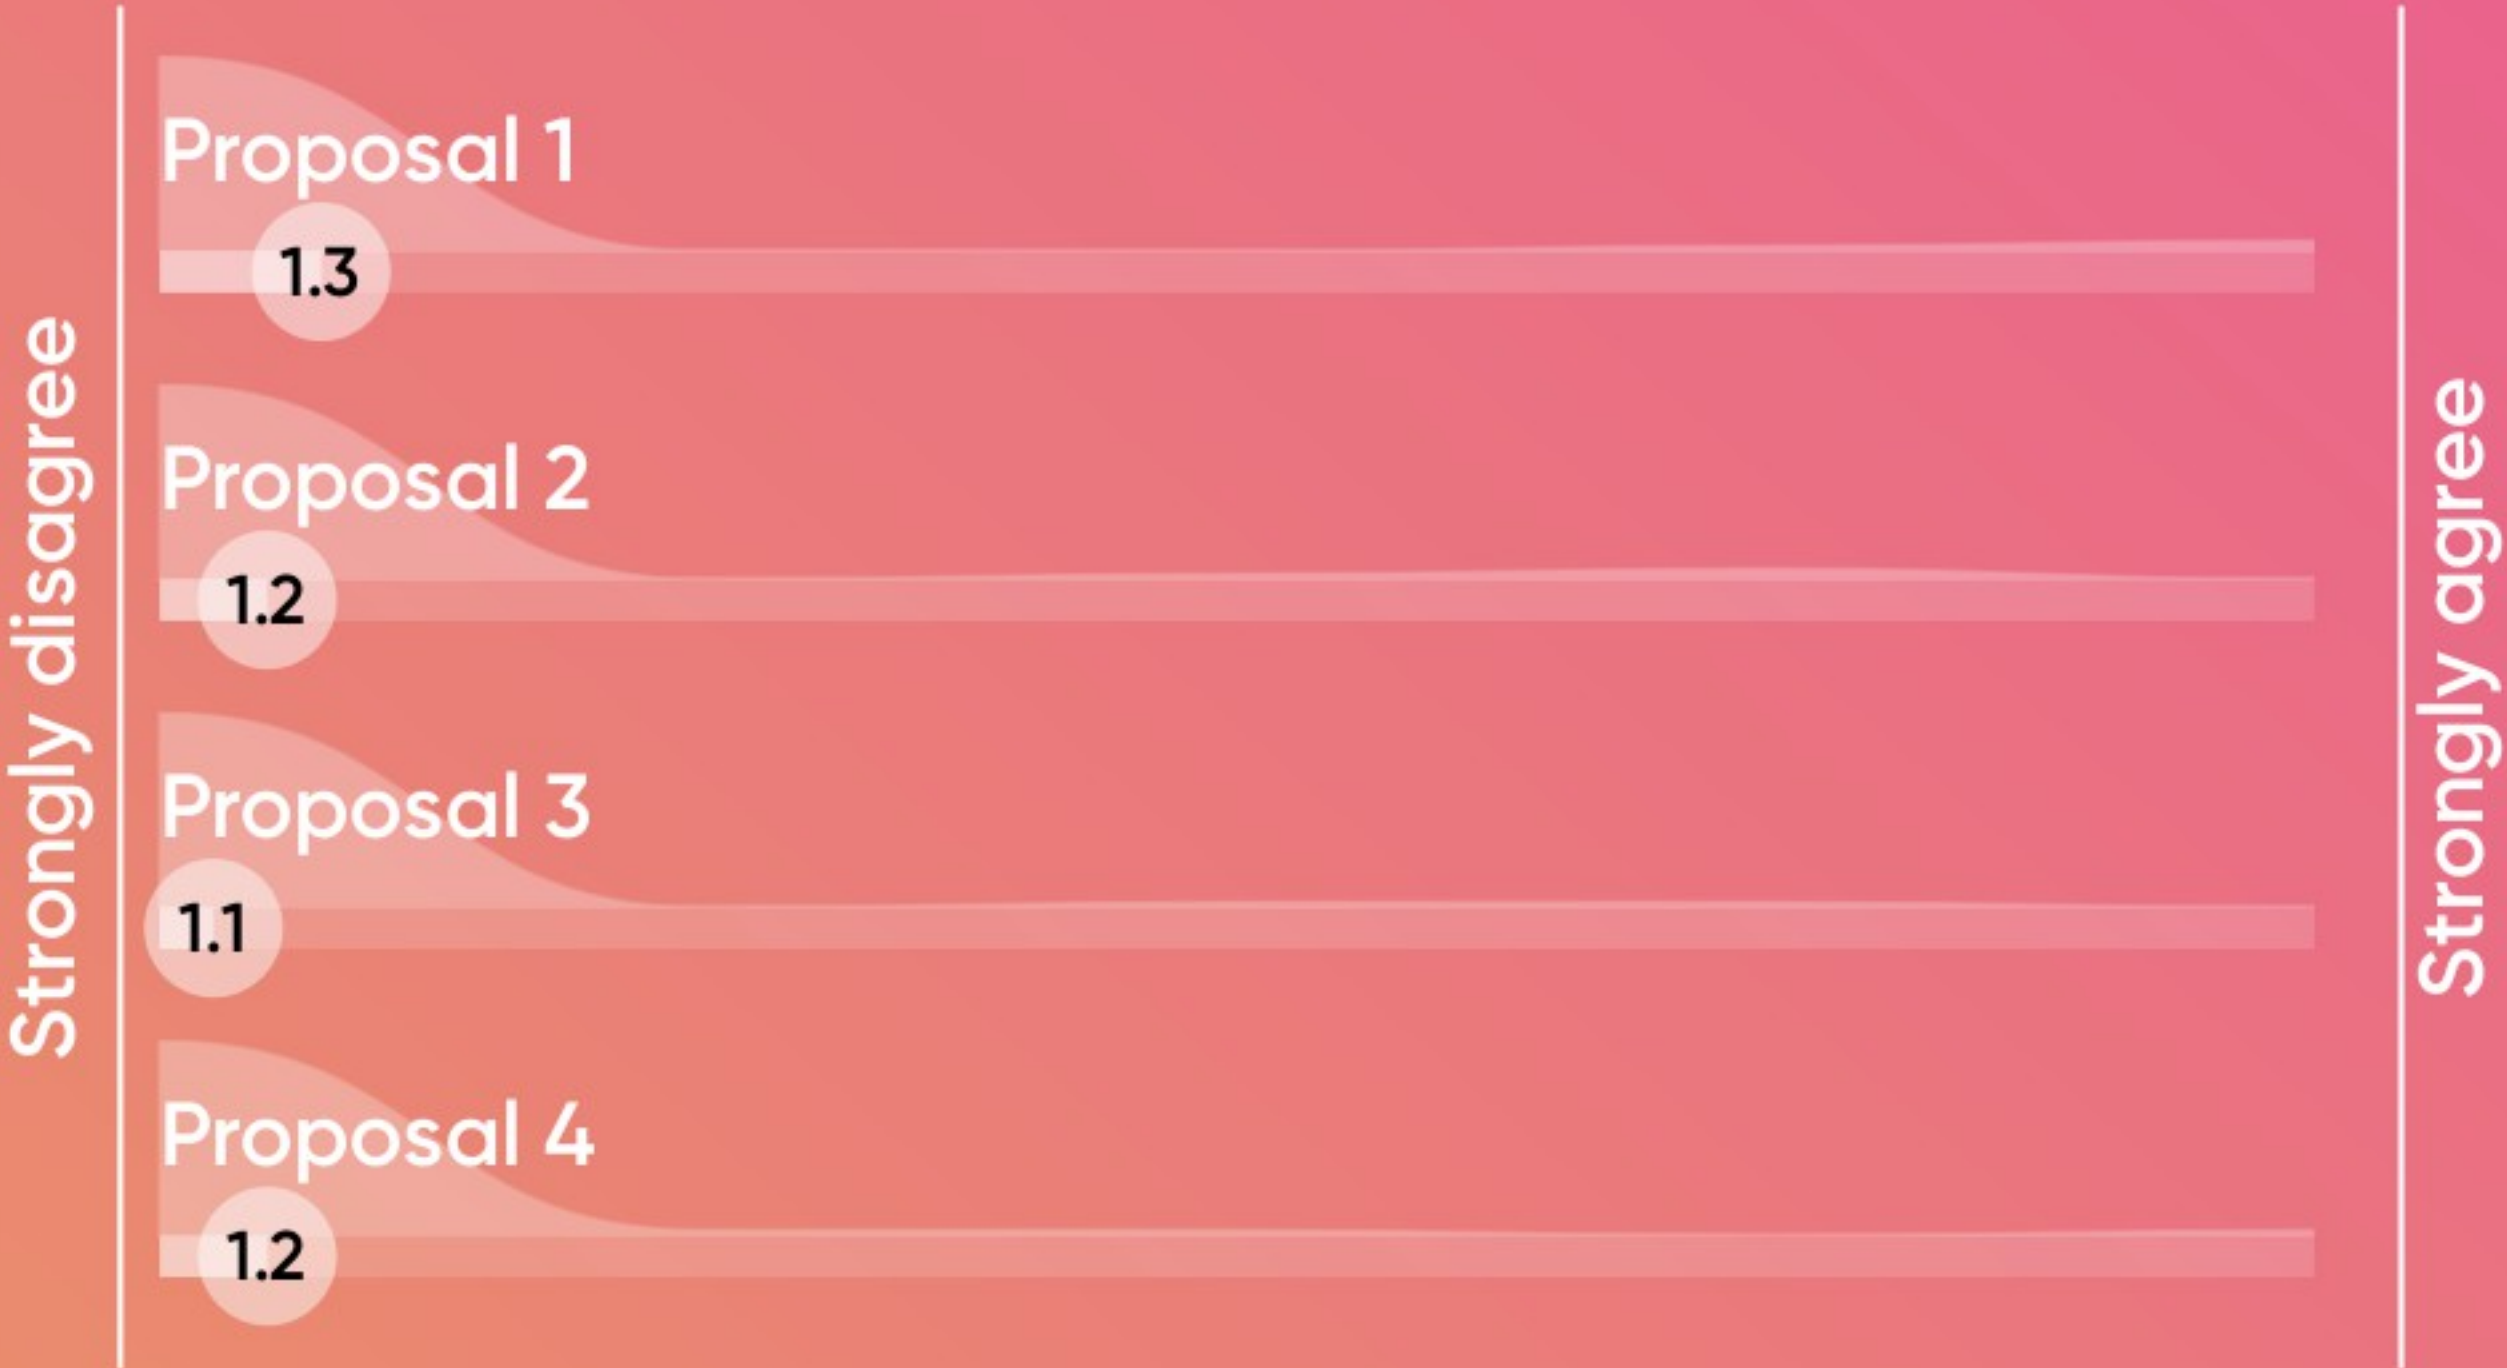 Strongly disagree
Proposal 1
1.3
Proposal 2
1.2
Proposal 3
1.1
Proposal 4
1.2
Strongly agree